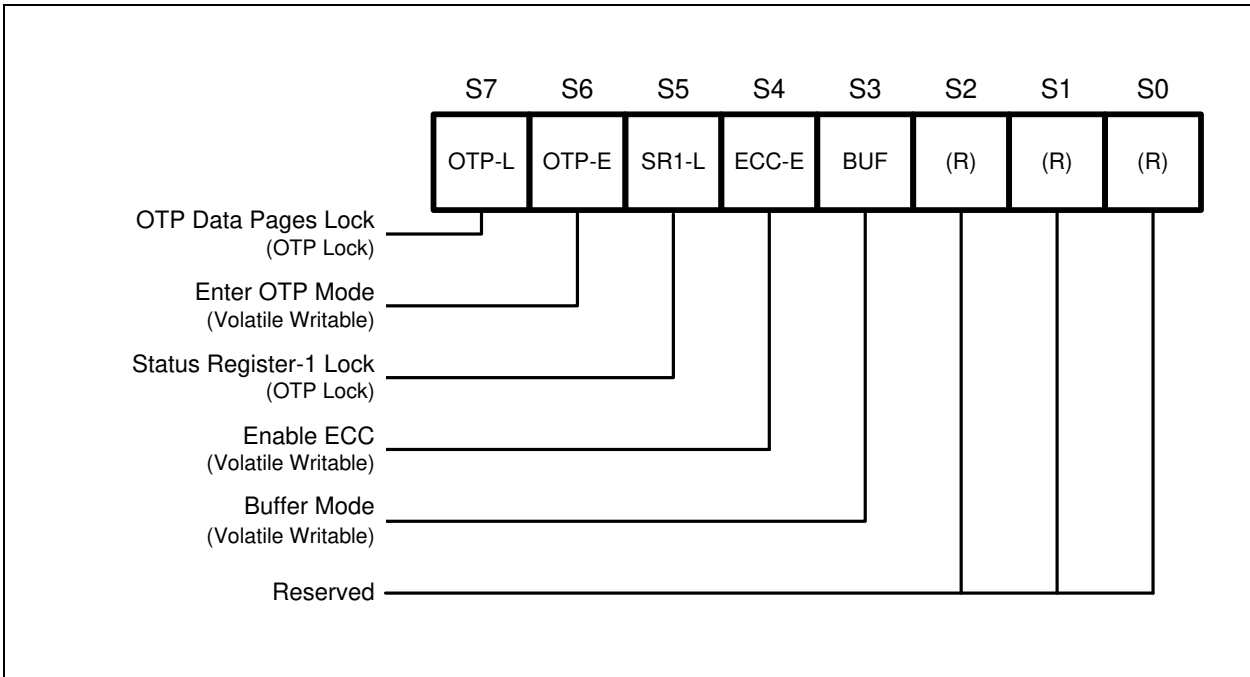 S7 S6 S5 S4 S3 S2 S1 S0
OTP-L OTP-E SR1-L ECC-E BUF (R) (R) (R)
OTP Data Pages Lock
(OTP Lock)
Enter OTP Mode
(Volatile Writable)
Status Register-1 Lock
(OTP Lock)
Enable ECC
(Volatile Writable)
Buffer Mode
(Volatile Writable)
Reserved